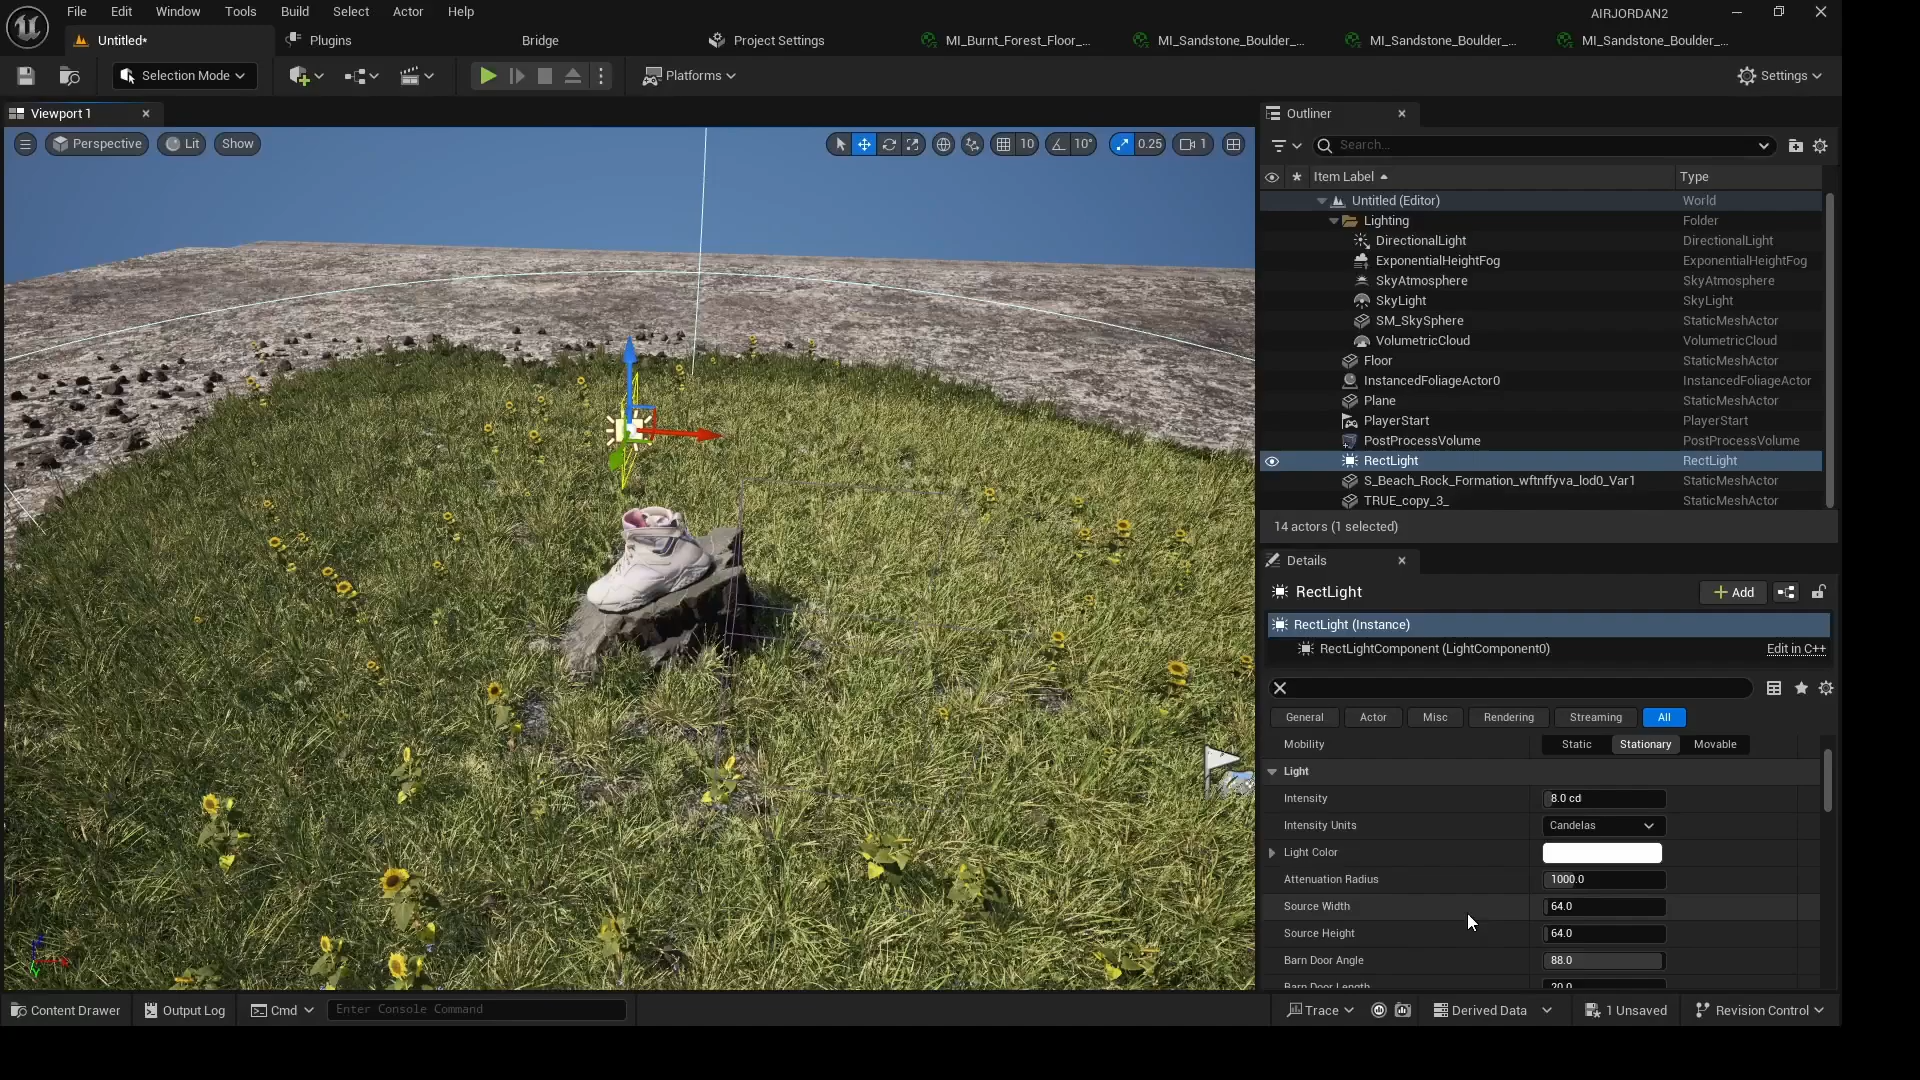 File Edit Window Tools Build Select Actor Help AIRJORDAN2
Untitled* Plugins Bridge Project Settings MI_Burnt_Forest_Floor_... MI_Sandstone_Boulder_... MI_Sandstone_Boulder_... MI_Sandstone_Boulder_...
Selection Mode Platforms Settings
Viewport 1
Perspective Lit Show 10 10° 0.25 1
Outliner
Search...
Item Label Type
Untitled (Editor) World
Lighting Folder
DirectionalLight DirectionalLight
ExponentialHeightFog ExponentialHeightFog
SkyAtmosphere SkyAtmosphere
SkyLight SkyLight
SM_SkySphere StaticMeshActor
VolumetricCloud VolumetricCloud
Floor StaticMeshActor
InstancedFoliageActor0 InstancedFoliageActor
Plane StaticMeshActor
PlayerStart PlayerStart
PostProcessVolume PostProcessVolume
RectLight RectLight
S_Beach_Rock_Formation_wftnffyva_lod0_Var1 StaticMeshActor
TRUE_copy_3_ StaticMeshActor
14 actors (1 selected)
Details
RectLight Add
RectLight (Instance)
RectLightComponent (LightComponent0) Edit in C++
General Actor Misc Rendering Streaming All
Mobility Static Stationary Movable
Light
Intensity 8.0 cd
Intensity Units Candelas
Light Color
Attenuation Radius 1000.0
Source Width 64.0
Source Height 64.0
Barn Door Angle 88.0
Barn Door Length 20.0
Content Drawer Output Log Cmd Enter Console Command Trace Derived Data 1 Unsaved Revision Control